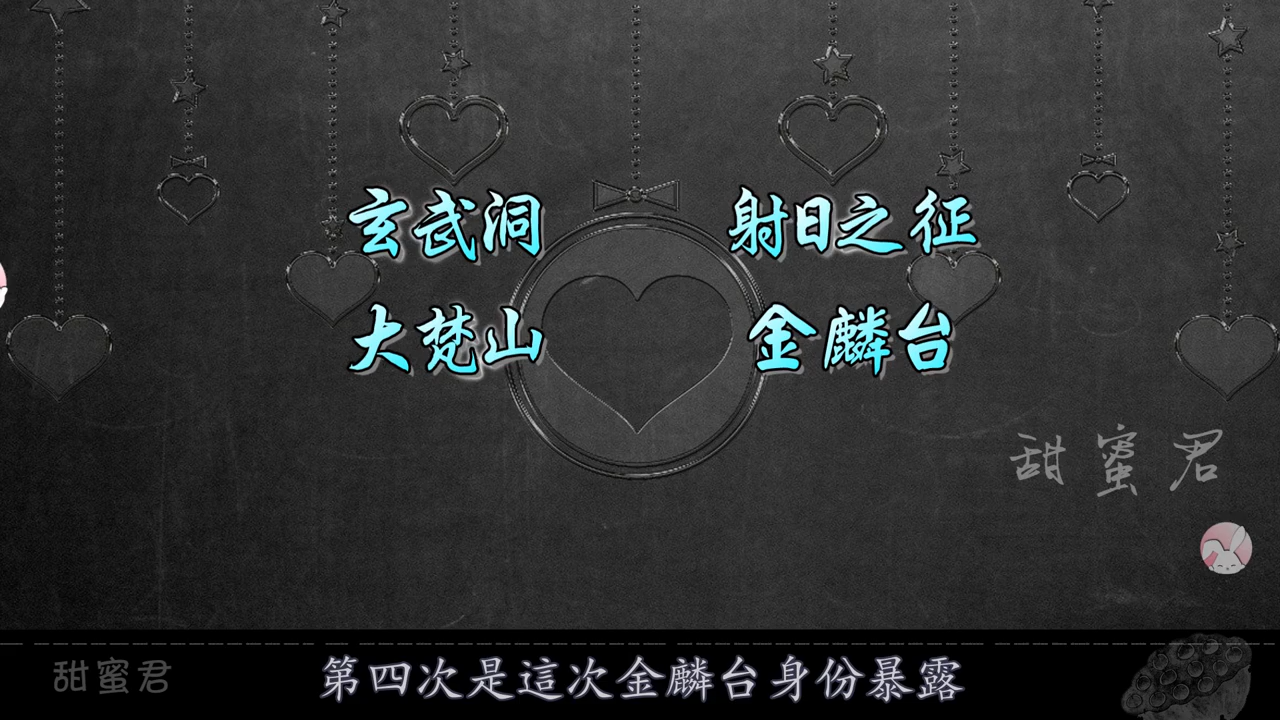 玄武洞 射日之征
大梵山 金麟台
甜蜜君
甜蜜君
第四次是這次金麟台身份暴露